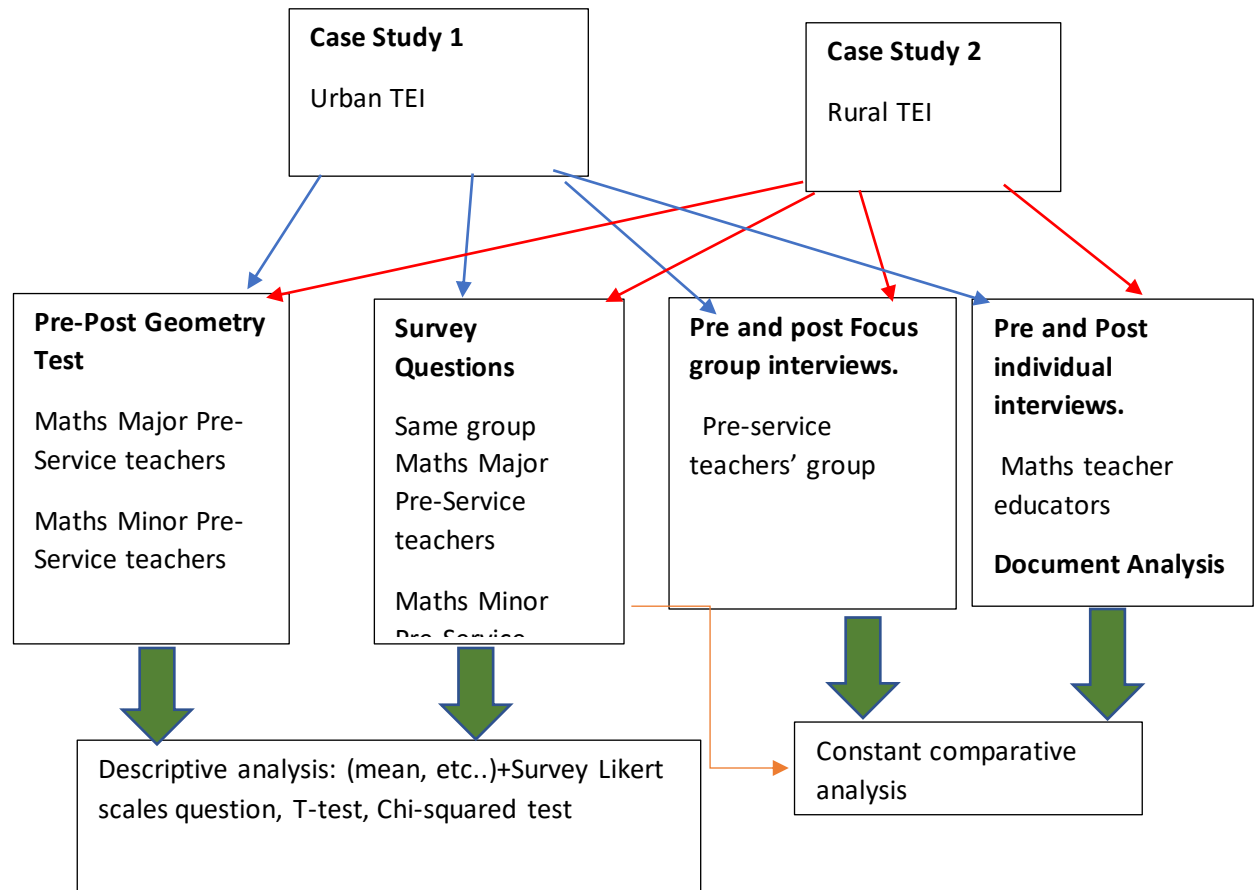 Case Study 1
Urban TEI
Case Study 2
Rural TEI
Pre-Post Geometry
Test
Maths Major Pre-
Service teachers
Maths Minor Pre-
Service teachers
Survey
Questions
Same group
Maths Major
Pre-Service
teachers
Maths Minor
Pre-Service
Pre and post Focus
group interviews.
Pre-service
teachers’ group
Pre and Post
individual
interviews.
Maths teacher
educators
Document Analysis
Descriptive analysis: (mean, etc..)+Survey Likert
scales question, T-test, Chi-squared test
Constant comparative
analysis